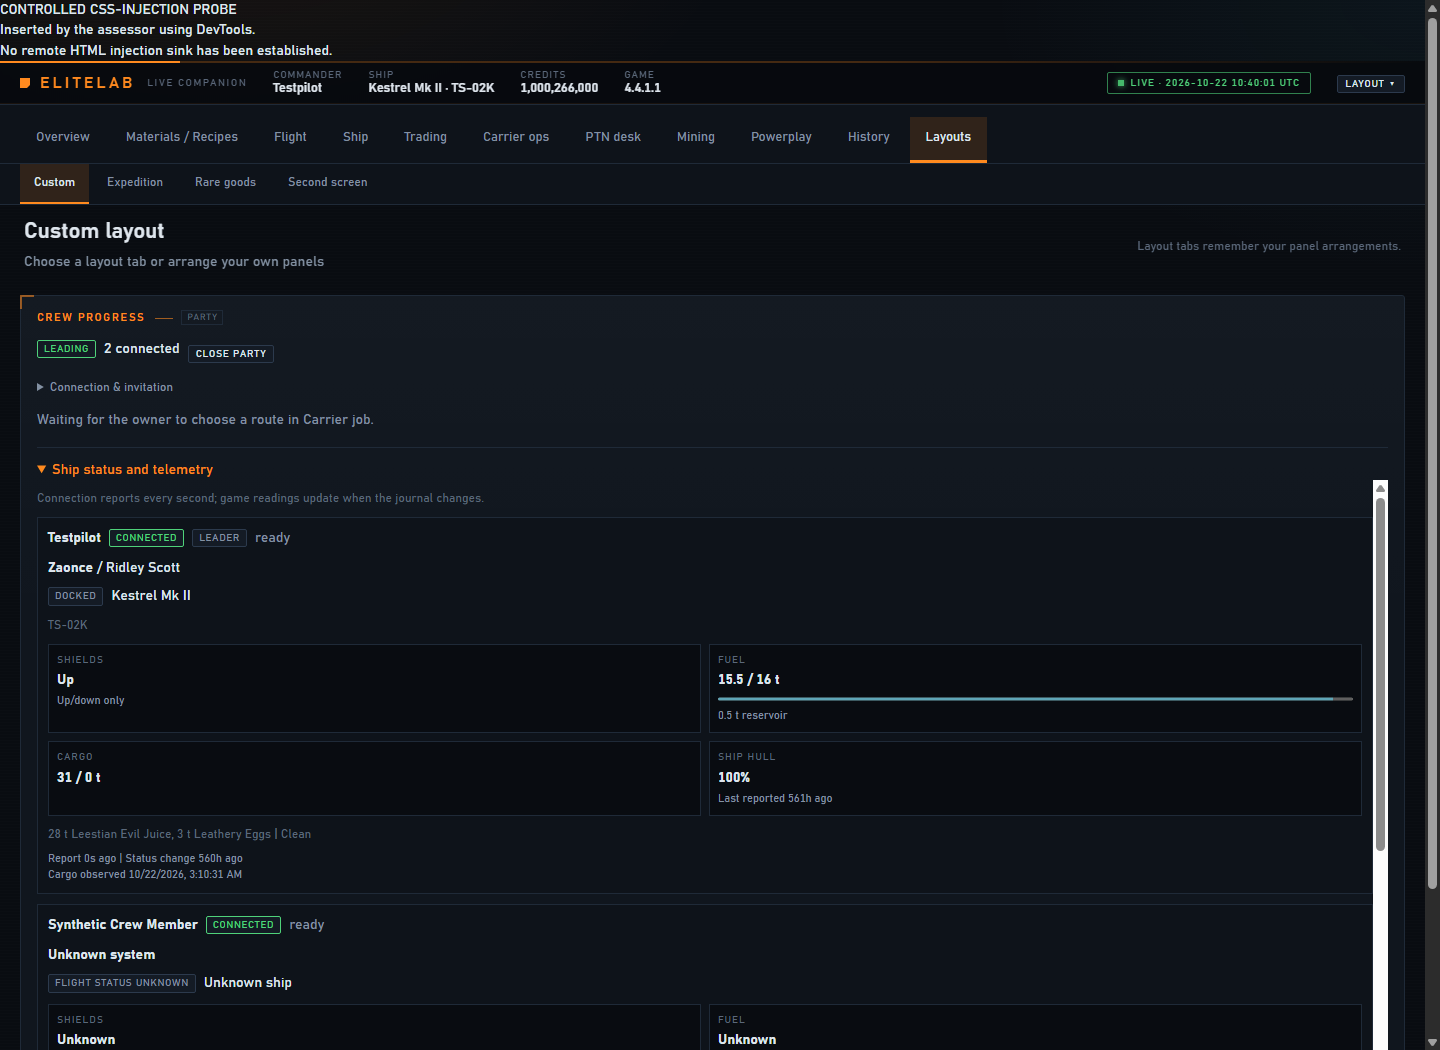 CONTROLLED CSS-INJECTION PROBE
Inserted by the assessor using DevTools.
No remote HTML injection sink has been established.
ELITELAB LIVE COMPANION
COMMANDER
Testpilot
SHIP
Kestrel Mk II · TS-02K
CREDITS
1,000,266,000
GAME
4.4.1.1
LIVE · 2026-10-22 10:40:01 UTC
LAYOUT ▾
Overview Materials / Recipes Flight Ship Trading Carrier ops PTN desk Mining Powerplay History Layouts
Custom Expedition Rare goods Second screen
Custom layout
Choose a layout tab or arrange your own panels
Layout tabs remember your panel arrangements.
CREW PROGRESS PARTY
LEADING 2 connected CLOSE PARTY
Connection & invitation
Waiting for the owner to choose a route in Carrier job.
Ship status and telemetry
Connection reports every second; game readings update when the journal changes.
Testpilot CONNECTED LEADER ready
Zaonce / Ridley Scott
DOCKED Kestrel Mk II
TS-02K
SHIELDS
Up
Up/down only
FUEL
15.5 / 16 t
0.5 t reservoir
CARGO
31 / 0 t
SHIP HULL
100%
Last reported 561h ago
28 t Leestian Evil Juice, 3 t Leathery Eggs | Clean
Report 0s ago | Status change 560h ago
Cargo observed 10/22/2026, 3:10:31 AM
Synthetic Crew Member CONNECTED ready
Unknown system
FLIGHT STATUS UNKNOWN Unknown ship
SHIELDS
Unknown
FUEL
Unknown